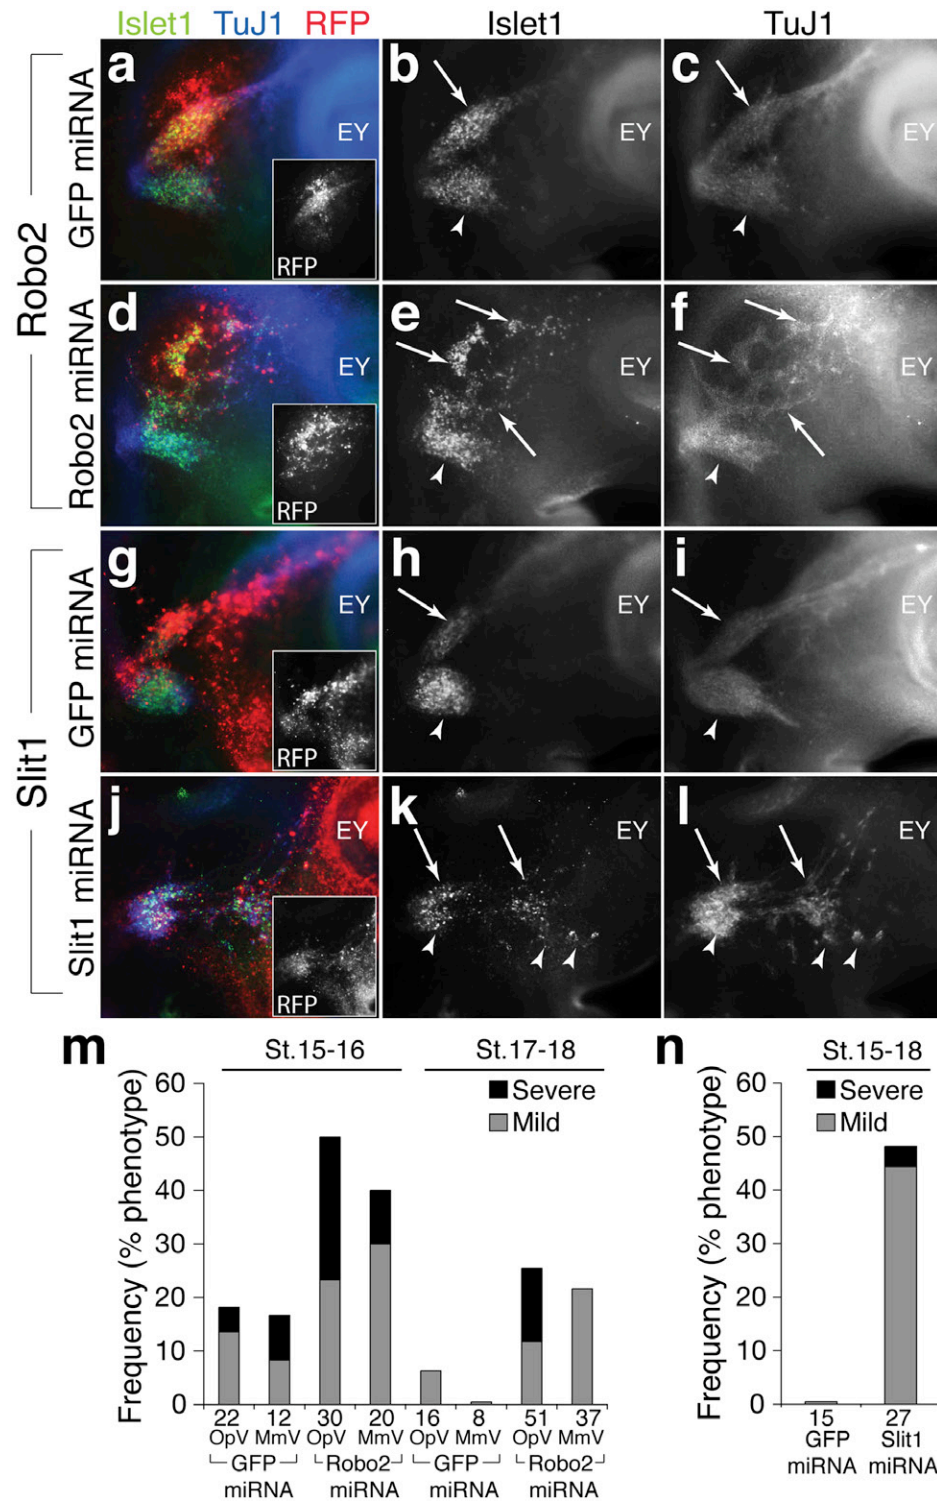 Islet1 TuJ1 RFP Islet1 TuJ1
Robo2
GFP miRNA
a
EY
RFP
b
EY
c
EY
Robo2 miRNA
d
EY
RFP
e
EY
f
EY
Slit1
GFP miRNA
g
EY
RFP
h
EY
i
EY
Slit1 miRNA
j
EY
RFP
k
EY
l
EY
m
St.15-16 St.17-18
Severe
Mild
Frequency (% phenotype)
60
50
40
30
20
10
0
22 12 30 20 16 8 51 37
OpV MmV OpV MmV OpV MmV OpV MmV
GFP Robo2 GFP Robo2
miRNA miRNA miRNA miRNA
n
St.15-18
Severe
Mild
Frequency (% phenotype)
60
50
40
30
20
10
0
15 27
GFP Slit1
miRNA miRNA